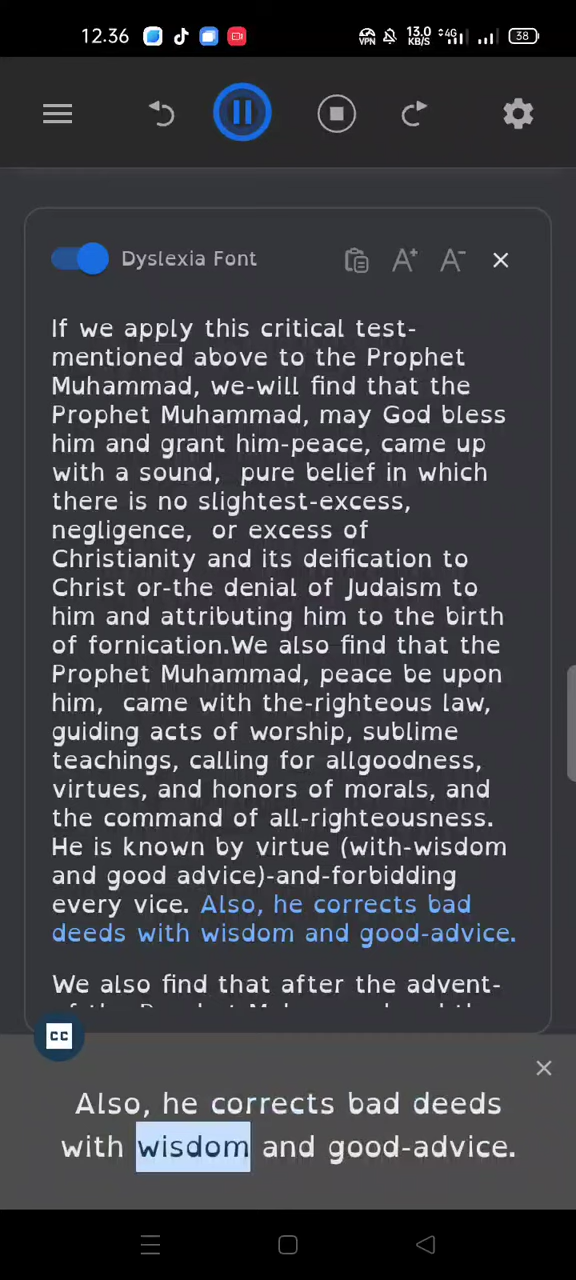 12.36
VPN
13.0
KB/S
4G
38
Dyslexia Font
A+
A-
If we apply this critical test-
mentioned above to the Prophet
Muhammad, we-will find that the
Prophet Muhammad, may God bless
him and grant him-peace, came up
with a sound,  pure belief in which
there is no slightest-excess,
negligence,  or excess of
Christianity and its deification to
Christ or-the denial of Judaism to
him and attributing him to the birth
of fornication.We also find that the
Prophet Muhammad, peace be upon
him,  came with the-righteous law,
guiding acts of worship, sublime
teachings, calling for allgoodness,
virtues, and honors of morals, and
the command of all-righteousness.
He is known by virtue (with-wisdom
and good advice)-and-forbidding
every vice. Also, he corrects bad
deeds with wisdom and good-advice.
We also find that after the advent-
CC
Also, he corrects bad deeds
with wisdom and good-advice.